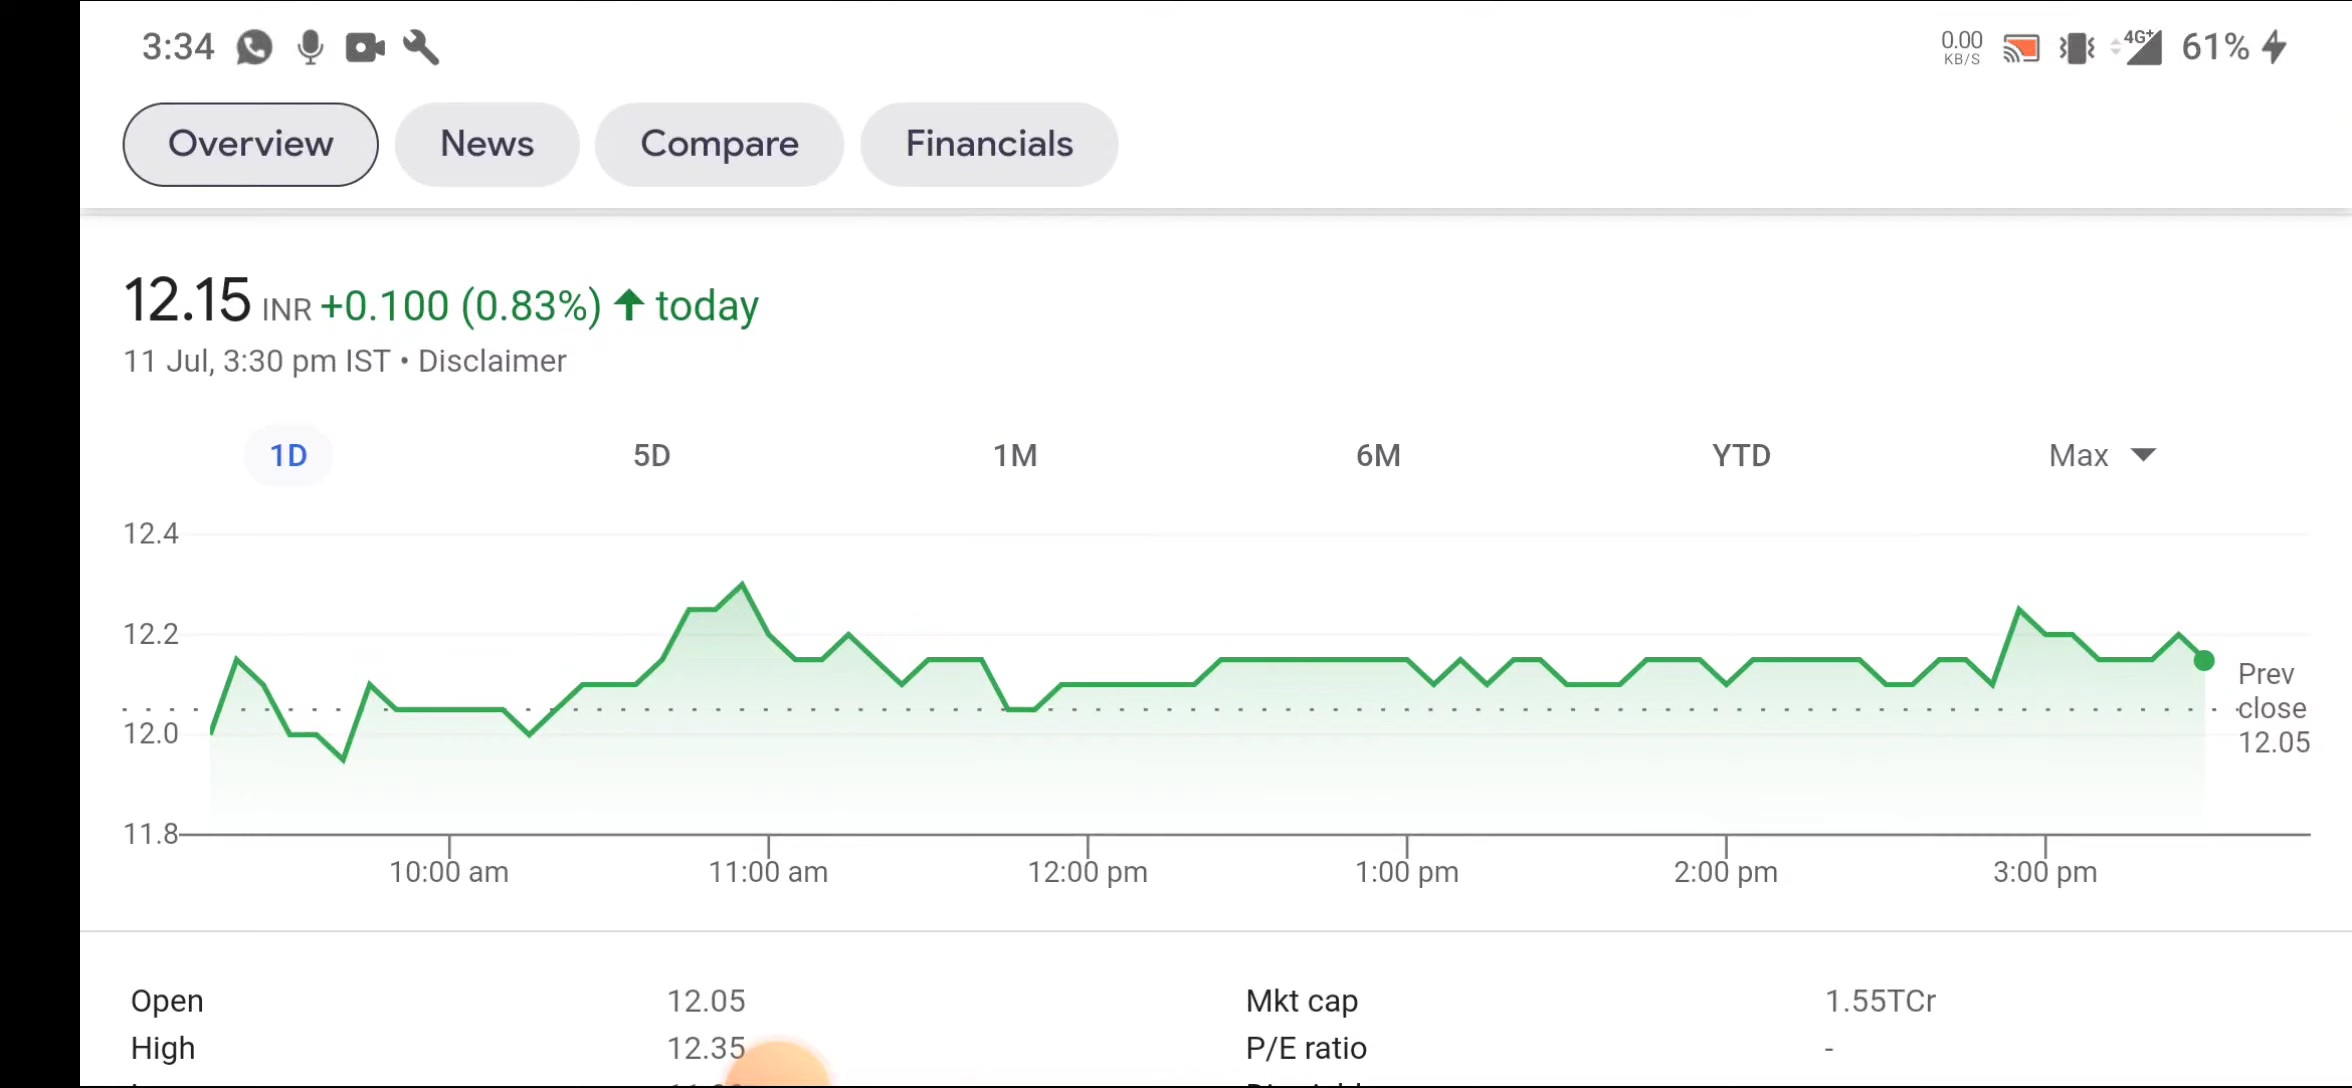 3:34
0.00 KB/S 4G+ 61%
Overview News Compare Financials
12.15 INR +0.100 (0.83%) today
11 Jul, 3:30 pm IST • Disclaimer
1D 5D 1M 6M YTD Max
12.4
12.2
12.0
11.8
Prev
close
12.05
10:00 am 11:00 am 12:00 pm 1:00 pm 2:00 pm 3:00 pm
Open 12.05 Mkt cap 1.55TCr
High 12.35 P/E ratio -